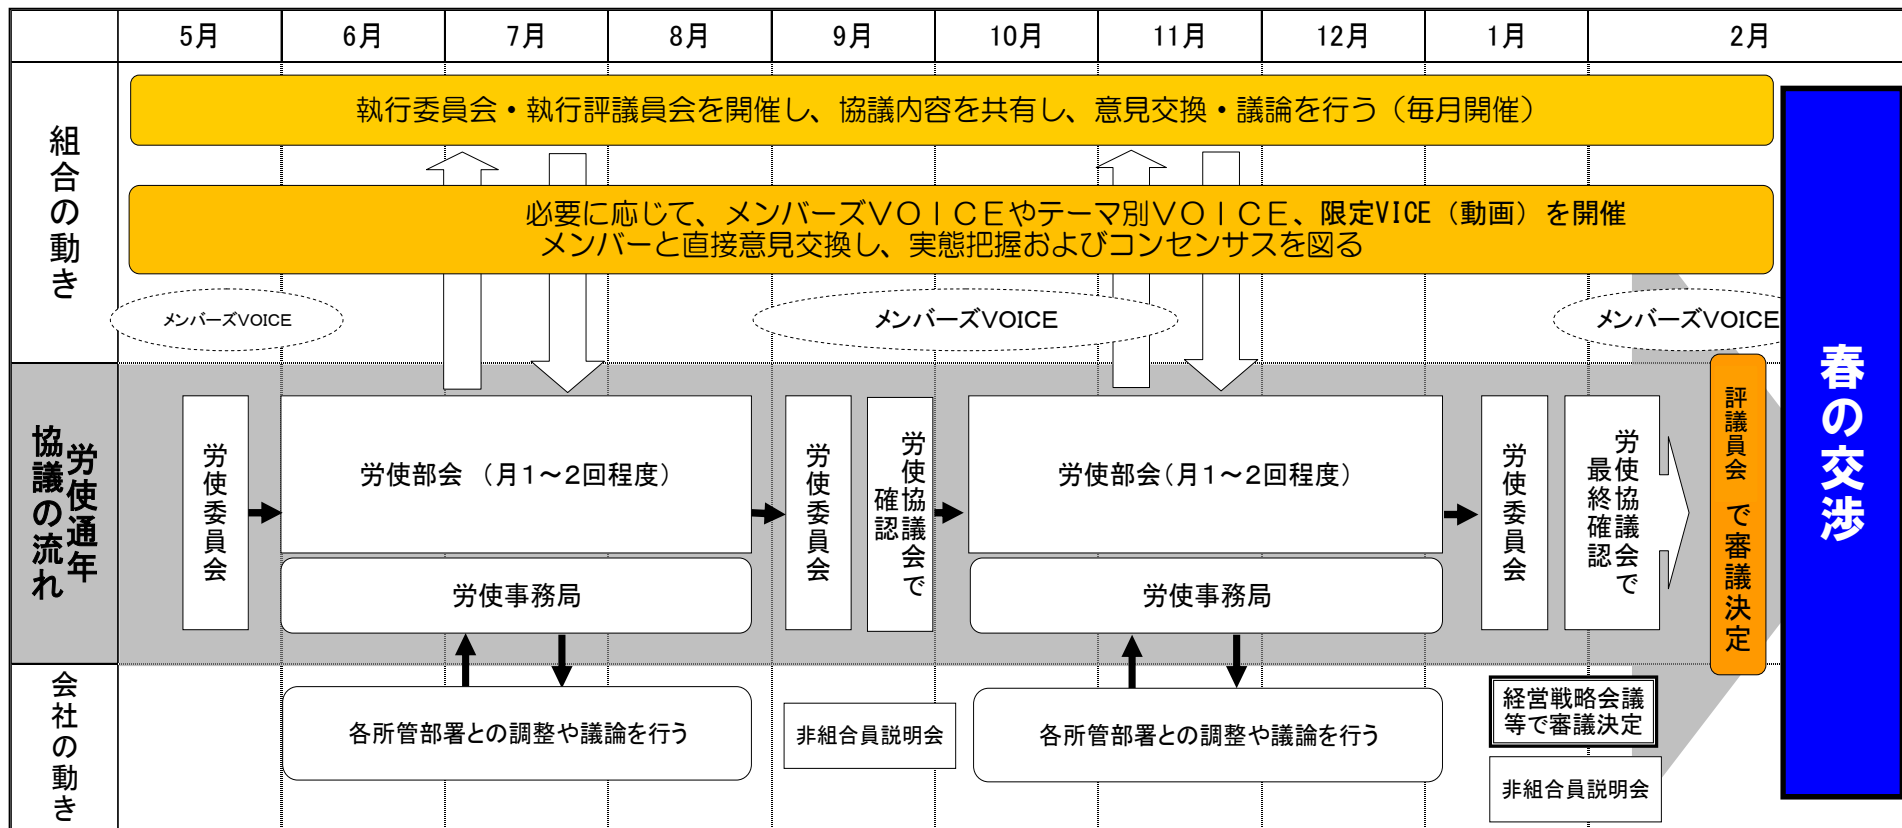 5月 6月 7月 8月 9月 10月 11月 12月 1月 2月
組合の動き
執行委員会・執行評議員会を開催し、協議内容を共有し、意見交換・議論を行う（毎月開催）
必要に応じて、メンバーズＶＯＩＣＥやテーマ別ＶＯＩＣＥ、限定VICE（動画）を開催
メンバーと直接意見交換し、実態把握およびコンセンサスを図る
メンバーズVOICE
メンバーズVOICE
メンバーズVOICE
労使通年
協議の流れ
労使委員会
労使部会 （月１～２回程度）
労使事務局
労使委員会
労使協議会で
確認
労使部会（月１～２回程度）
労使事務局
労使委員会
労使協議会で
最終確認
評議員会 で審議決定
春の交渉
会社の動き
各所管部署との調整や議論を行う
非組合員説明会
各所管部署との調整や議論を行う
経営戦略会議
等で審議決定
非組合員説明会